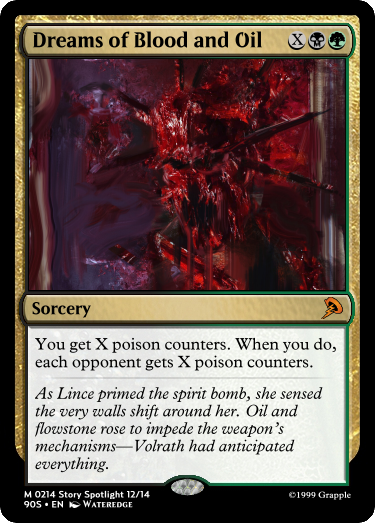 Dreams of Blood and Oil X
Sorcery
You get X poison counters. When you do,
each opponent gets X poison counters.
As Lince primed the spirit bomb, she sensed
the very walls shift around her. Oil and
flowstone rose to impede the weapon's
mechanisms—Volrath had anticipated
everything.
M 0214 Story Spotlight 12/14
90S • EN Wateredge ©1999 Grapple